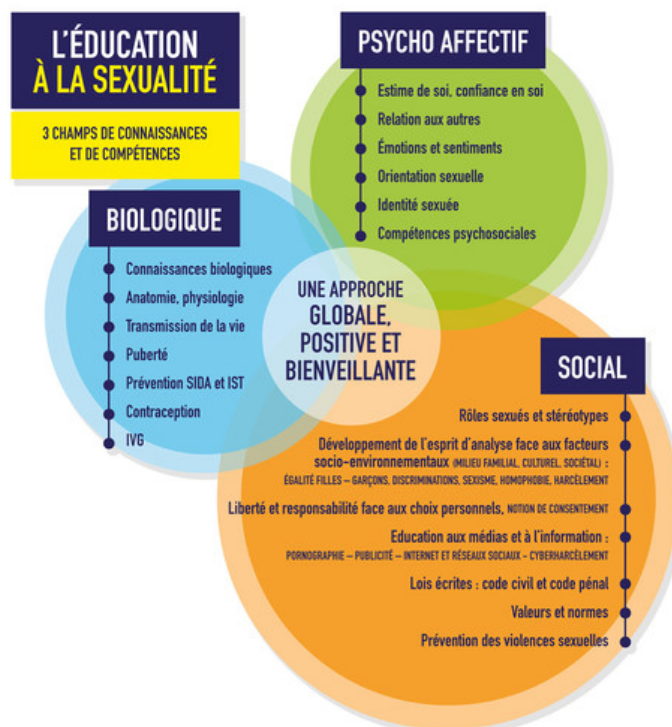 L'ÉDUCATION
À LA SEXUALITÉ
3 CHAMPS DE CONNAISSANCES
ET DE COMPÉTENCES
PSYCHO AFFECTIF
Estime de soi, confiance en soi
Relation aux autres
Émotions et sentiments
Orientation sexuelle
Identité sexuée
Compétences psychosociales
BIOLOGIQUE
Connaissances biologiques
Anatomie, physiologie
Transmission de la vie
Puberté
Prévention SIDA et IST
Contraception
IVG
UNE APPROCHE
GLOBALE,
POSITIVE ET
BIENVEILLANTE
SOCIAL
Rôles sexués et stéréotypes
Développement de l'esprit d'analyse face aux facteurs
socio-environnementaux (MILIEU FAMILIAL, CULTUREL, SOCIÉTAL) :
ÉGALITÉ FILLES – GARÇONS, DISCRIMINATIONS, SEXISME, HOMOPHOBIE, HARCÈLEMENT
Liberté et responsabilité face aux choix personnels, NOTION DE CONSENTEMENT
Education aux médias et à l'information :
PORNOGRAPHIE – PUBLICITÉ – INTERNET ET RÉSEAUX SOCIAUX - CYBERHARCÈLEMENT
Lois écrites : code civil et code pénal
Valeurs et normes
Prévention des violences sexuelles